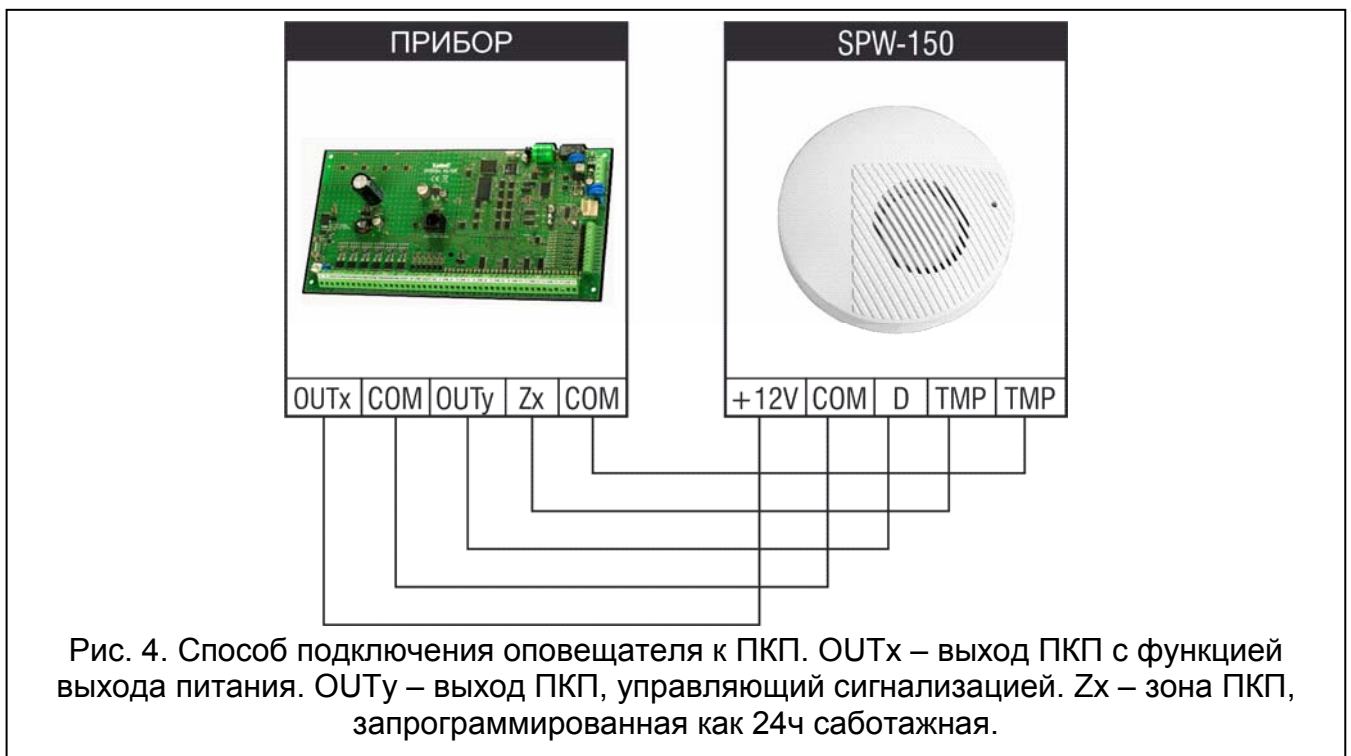 ПРИБОР
SPW-150
OUTx COM OUTy Zx COM
+12V COM D TMP TMP
Рис. 4. Способ подключения оповещателя к ПКП. OUTx – выход ПКП с функцией
выхода питания. OUTy – выход ПКП, управляющий сигнализацией. Zx – зона ПКП,
запрограммированная как 24ч саботажная.